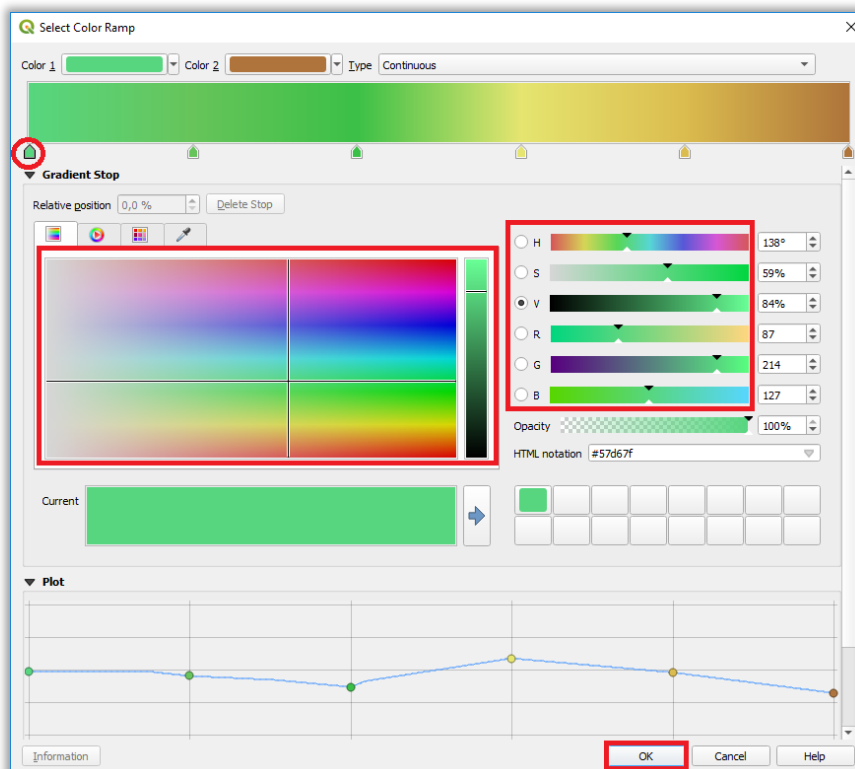 Select Color Ramp
Color 1 Color 2 Type Continuous
Gradient Stop
Relative position 0,0 % Delete Stop
H 138°
S 59%
V 84%
R 87
G 214
B 127
Opacity 100%
HTML notation #57d67f
Current
Plot
Information OK Cancel Help